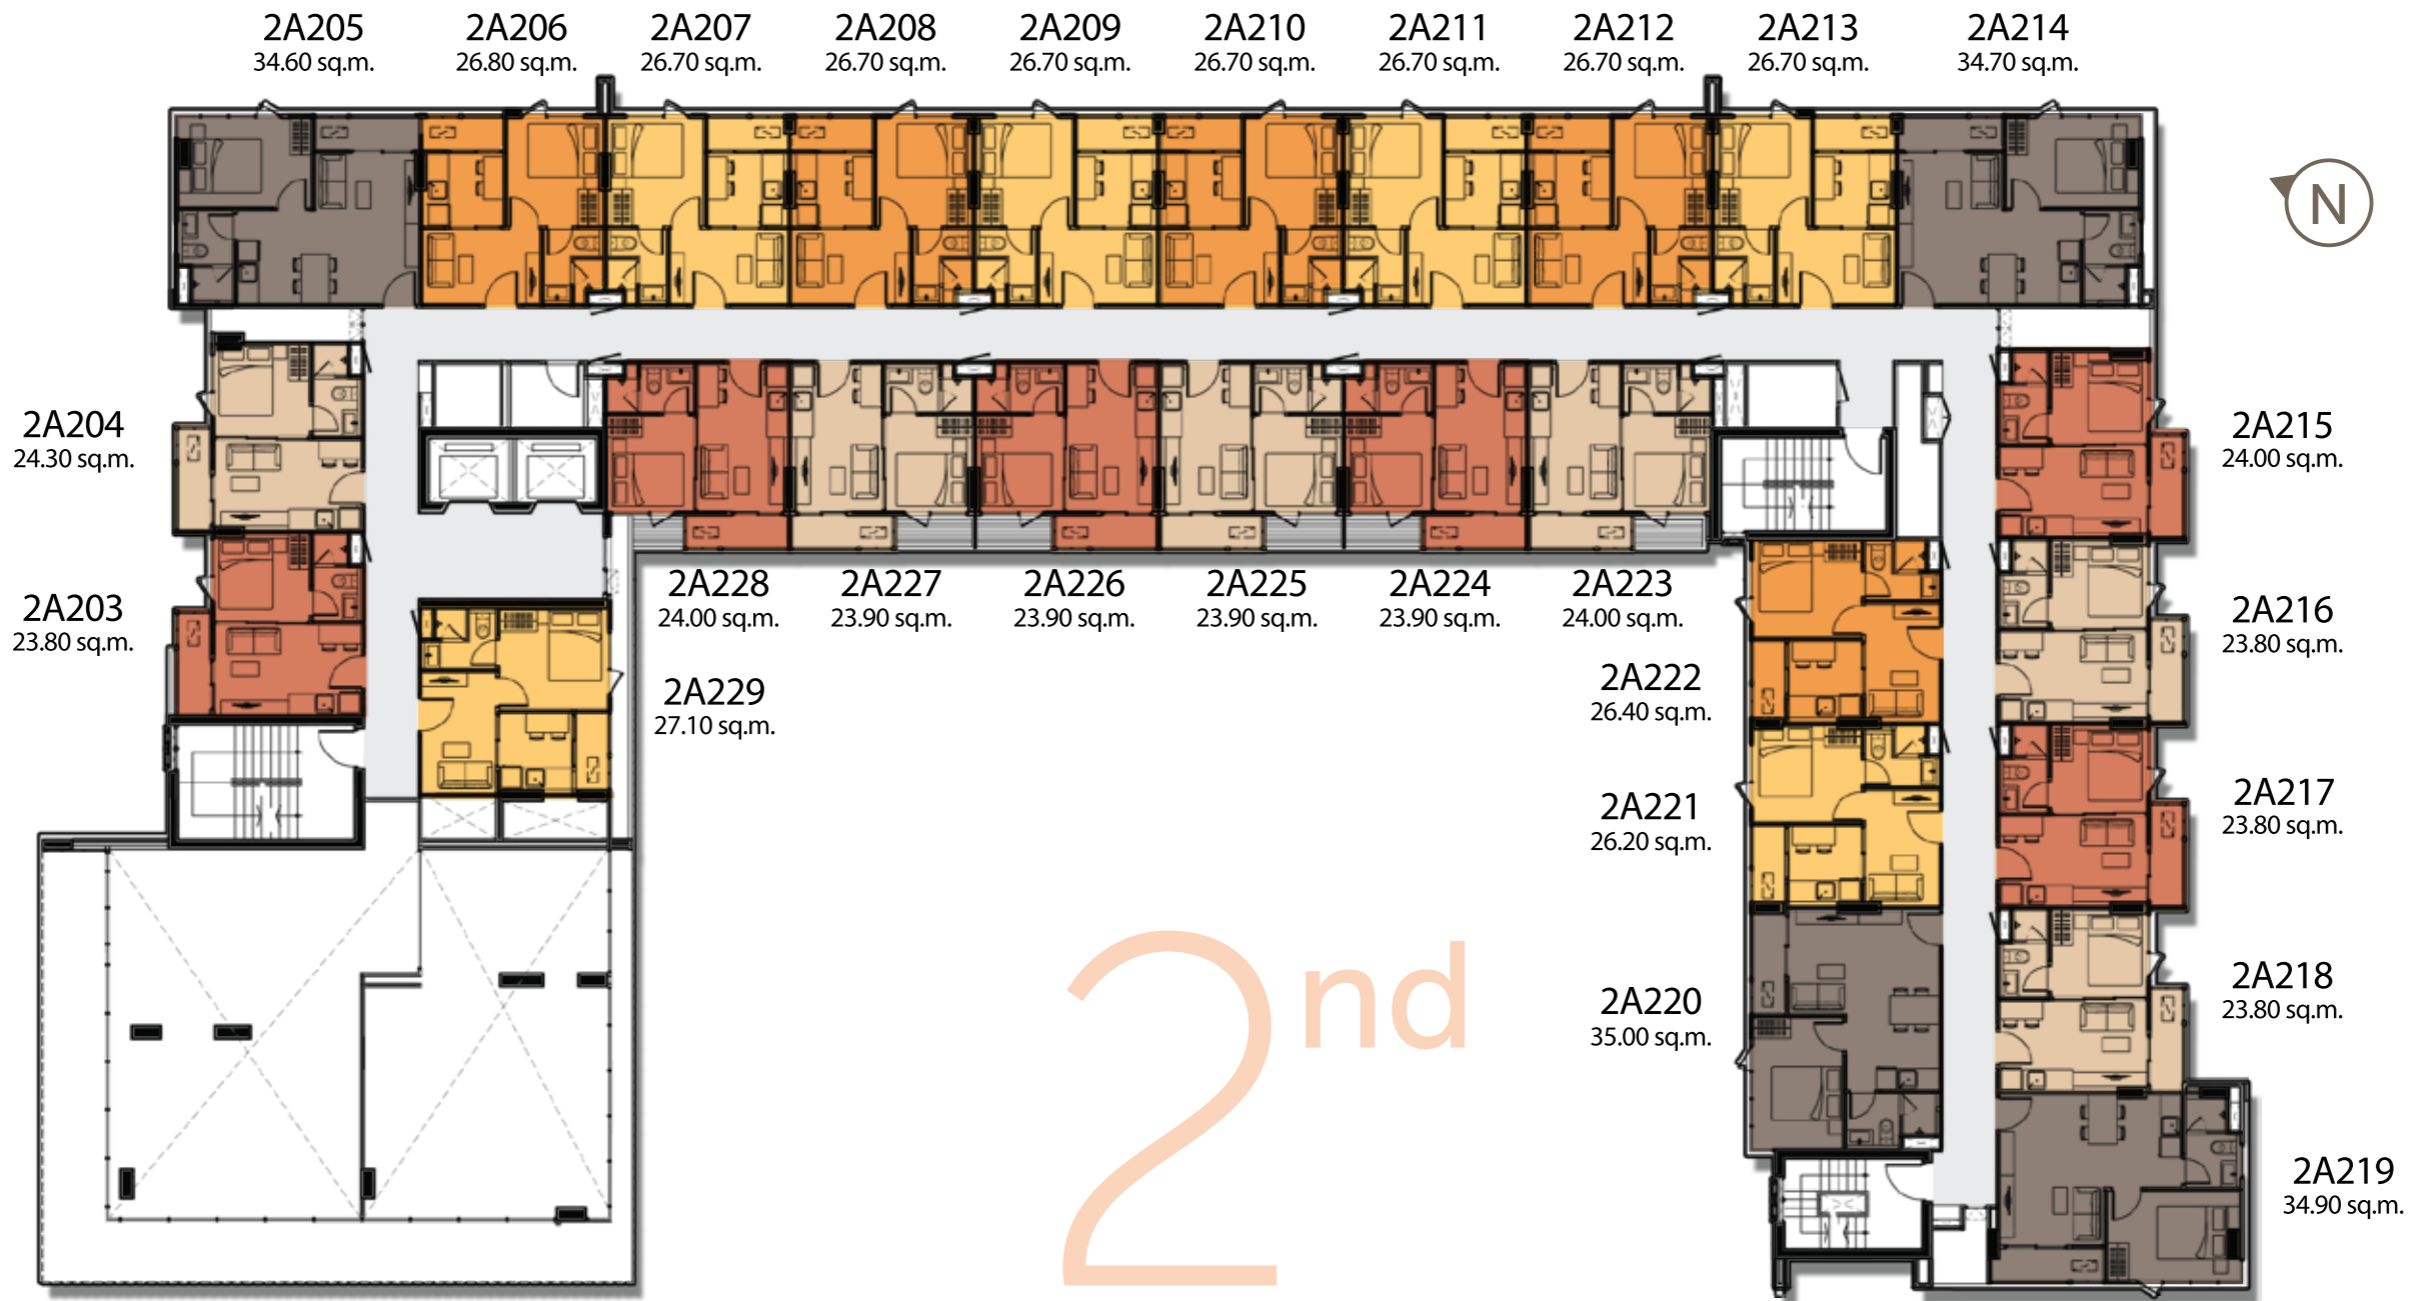 2A205
34.60 sq.m.
2A206
26.80 sq.m.
2A207
26.70 sq.m.
2A208
26.70 sq.m.
2A209
26.70 sq.m.
2A210
26.70 sq.m.
2A211
26.70 sq.m.
2A212
26.70 sq.m.
2A213
26.70 sq.m.
2A214
34.70 sq.m.
N
2A204
24.30 sq.m.
2A203
23.80 sq.m.
2A215
24.00 sq.m.
2A216
23.80 sq.m.
2A217
23.80 sq.m.
2A218
23.80 sq.m.
2A219
34.90 sq.m.
2A228
24.00 sq.m.
2A227
23.90 sq.m.
2A226
23.90 sq.m.
2A225
23.90 sq.m.
2A224
23.90 sq.m.
2A223
24.00 sq.m.
2A229
27.10 sq.m.
2A222
26.40 sq.m.
2A221
26.20 sq.m.
2A220
35.00 sq.m.
2nd